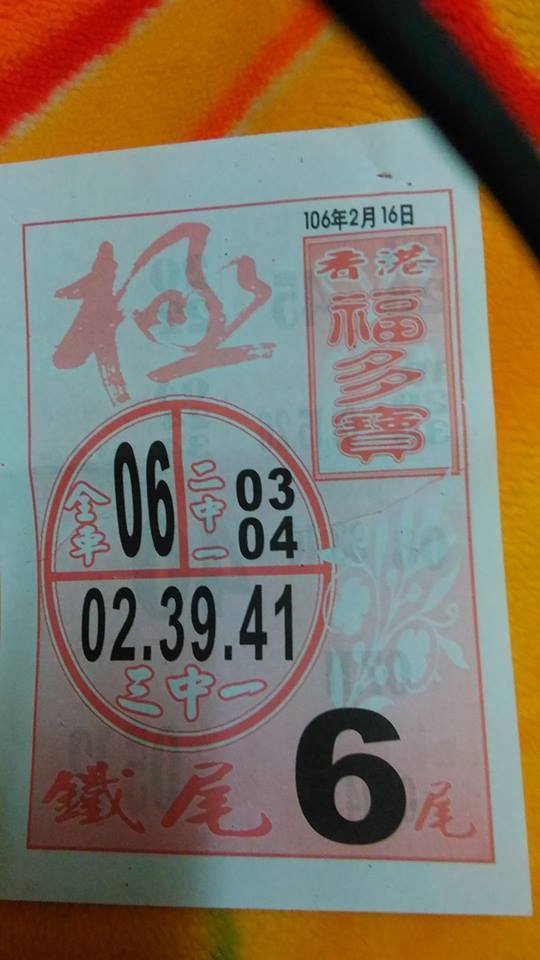 106年2月16日
極
香港
福多寶
全車
06
二中一
03
04
02.39.41
三中一
鐵尾
6尾